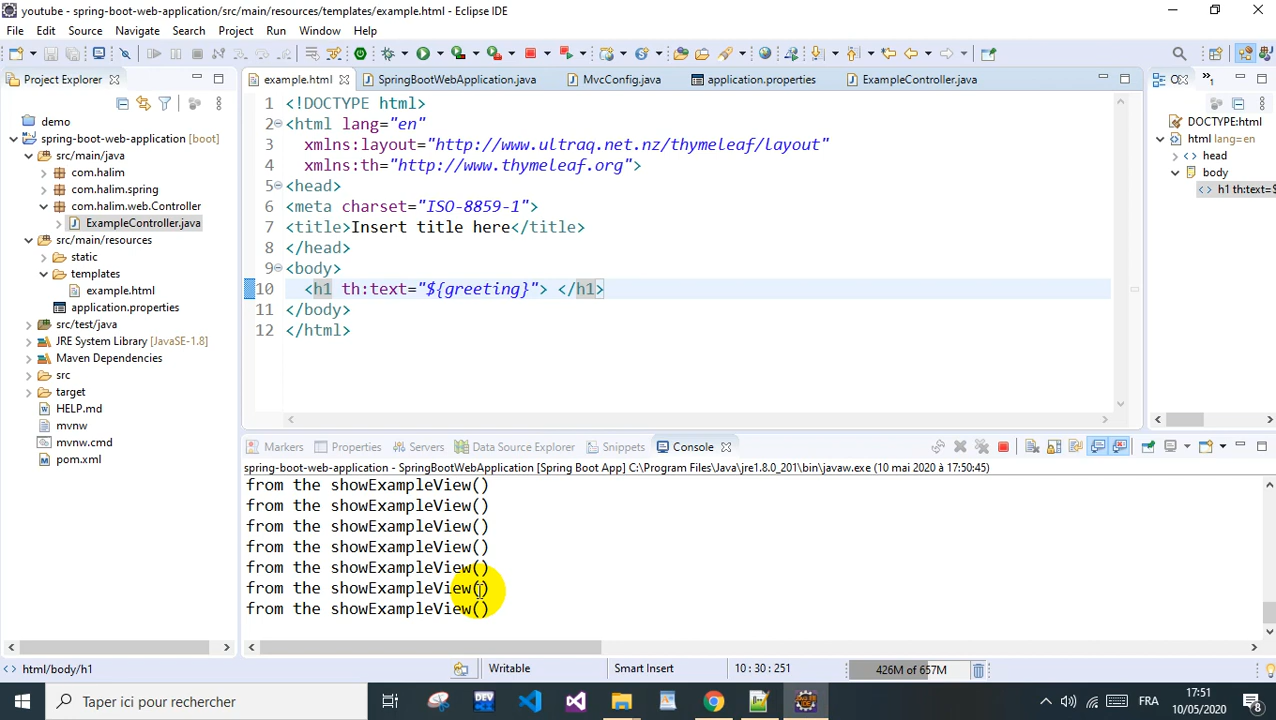 youtube - spring-boot-web-application/src/main/resources/templates/example.html - Eclipse IDE
File Edit Source Navigate Search Project Run Window Help
Project Explorer
demo
spring-boot-web-application [boot]
src/main/java
com.halim
com.halim.spring
com.halim.web.Controller
ExampleController.java
src/main/resources
static
templates
example.html
application.properties
src/test/java
JRE System Library [JavaSE-1.8]
Maven Dependencies
src
target
HELP.md
mvnw
mvnw.cmd
pom.xml
example.html SpringBootWebApplication.java MvcConfig.java application.properties ExampleController.java
1 <!DOCTYPE html>
2 <html lang="en"
3 xmlns:layout="http://www.ultraq.net.nz/thymeleaf/layout"
4 xmlns:th="http://www.thymeleaf.org">
5 <head>
6 <meta charset="ISO-8859-1">
7 <title>Insert title here</title>
8 </head>
9 <body>
10 <h1 th:text="${greeting}"> </h1>
11 </body>
12 </html>
DOCTYPE:html
html lang=en
head
body
h1 th:text=$
Markers Properties Servers Data Source Explorer Snippets Console
spring-boot-web-application - SpringBootWebApplication [Spring Boot App] C:\Program Files\Java\jre1.8.0_201\bin\javaw.exe (10 mai 2020 à 17:50:45)
from the showExampleView()
from the showExampleView()
from the showExampleView()
from the showExampleView()
from the showExampleView()
from the showExampleView()
from the showExampleView()
html/body/h1 Writable Smart Insert 10 : 30 : 251 426M of 657M
Taper ici pour rechercher
FRA
17:51
10/05/2020
8